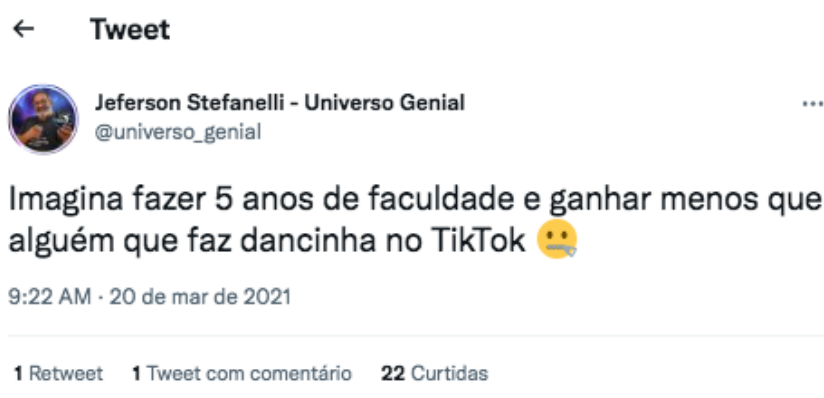 ← Tweet
Jeferson Stefanelli - Universo Genial
@universo_genial
Imagina fazer 5 anos de faculdade e ganhar menos que
alguém que faz dancinha no TikTok 🤐
9:22 AM · 20 de mar de 2021
1 Retweet 1 Tweet com comentário 22 Curtidas